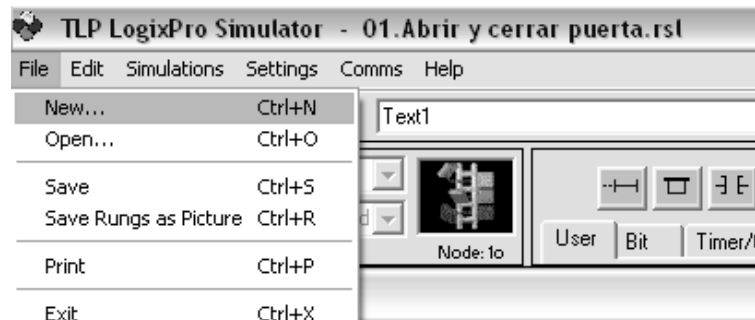 TLP LogixPro Simulator - 01.Abrir y cerrar puerta.rsl
File Edit Simulations Settings Comms Help
New... Ctrl+N
Text1
Open... Ctrl+O
Save Ctrl+S
Save Rungs as Picture Ctrl+R
Node: 1o
User Bit Timer/
Print Ctrl+P
Exit Ctrl+X